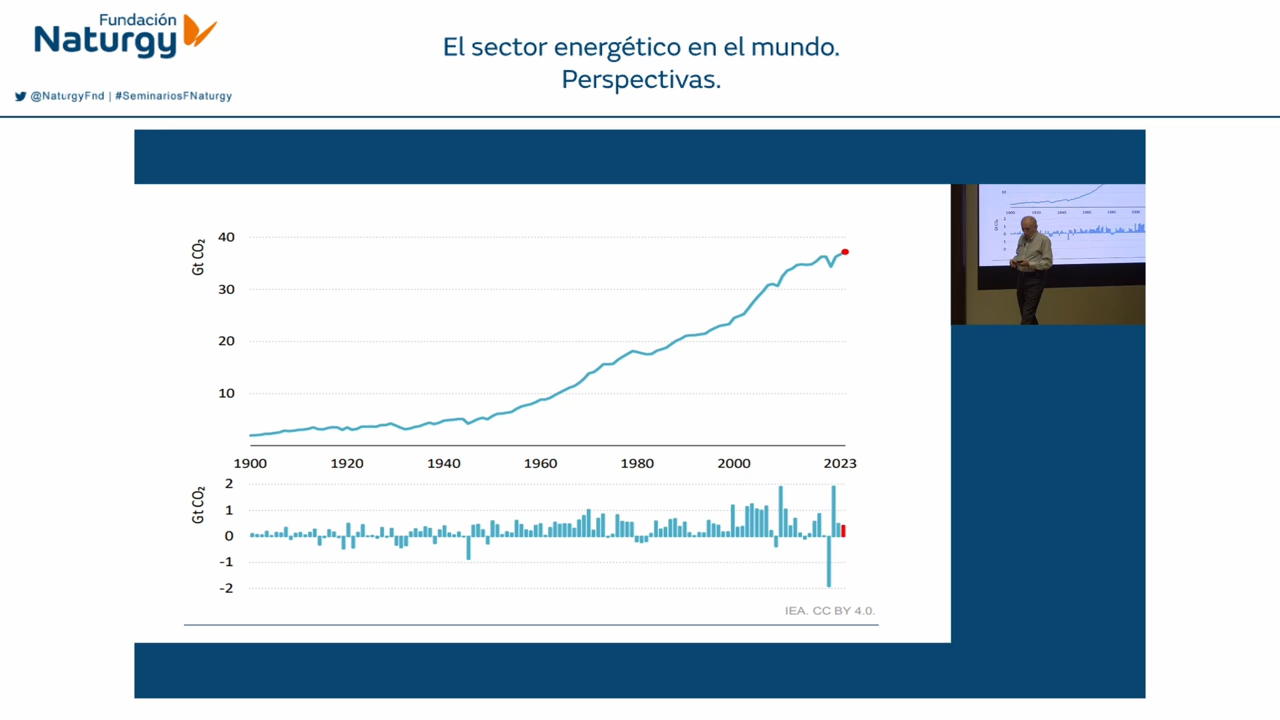 Fundación
Naturgy
@NaturgyFnd | #SeminariosFNaturgy
El sector energético en el mundo.
Perspectivas.
Gt CO₂
40
30
20
10
1900 1920 1940 1960 1980 2000 2023
Gt CO₂
2
1
0
-1
-2
IEA. CC BY 4.0.